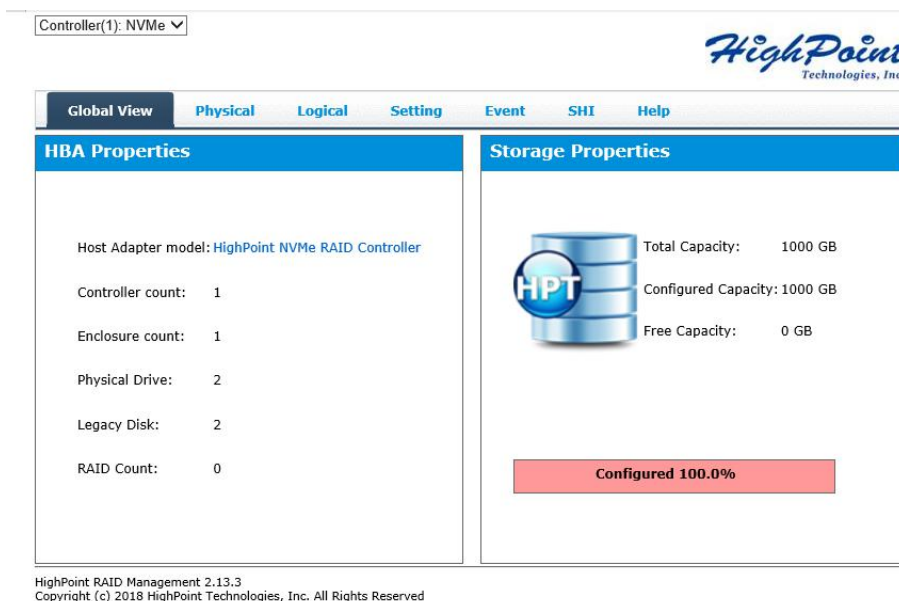 Controller(1): NVMe
HighPoint
Technologies, Inc
Global View Physical Logical Setting Event SHI Help
HBA Properties
Host Adapter model: HighPoint NVMe RAID Controller
Controller count: 1
Enclosure count: 1
Physical Drive: 2
Legacy Disk: 2
RAID Count: 0
Storage Properties
HPT
Total Capacity: 1000 GB
Configured Capacity: 1000 GB
Free Capacity: 0 GB
Configured 100.0%
HighPoint RAID Management 2.13.3
Copyright (c) 2018 HighPoint Technologies, Inc. All Rights Reserved